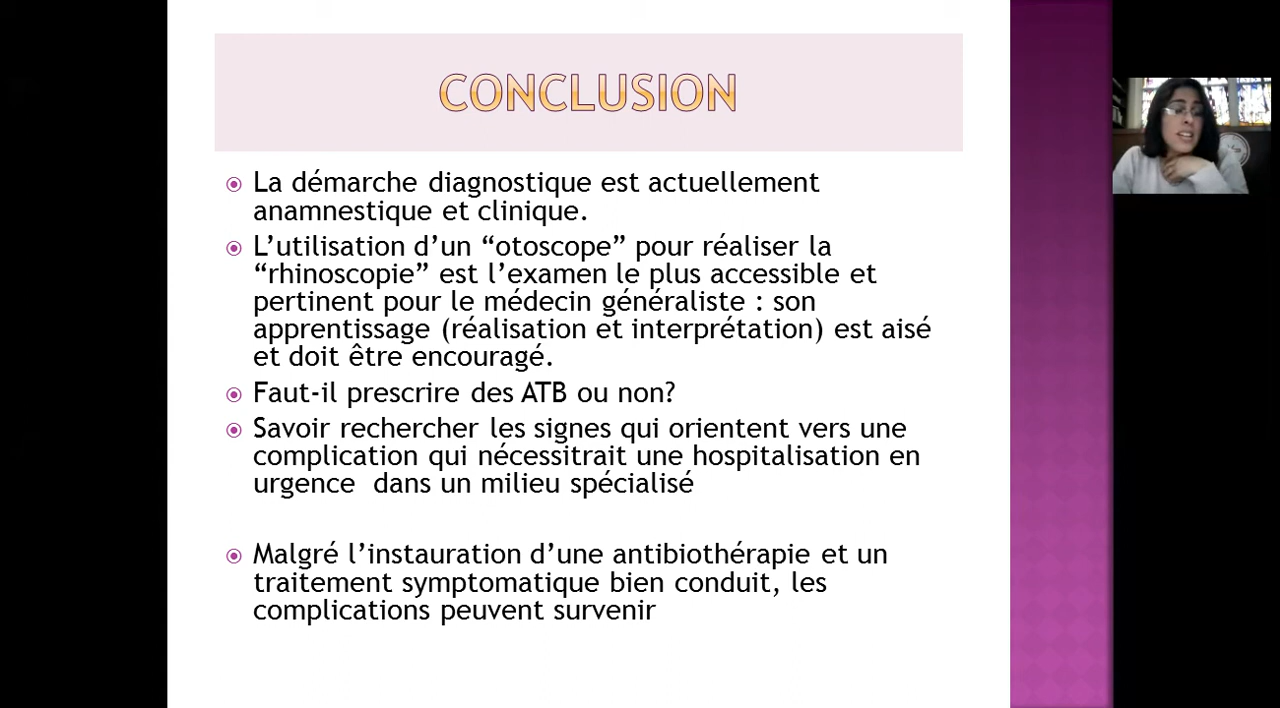 CONCLUSION
La démarche diagnostique est actuellement
anamnestique et clinique.
L’utilisation d’un “otoscope” pour réaliser la
“rhinoscopie” est l’examen le plus accessible et
pertinent pour le médecin généraliste : son
apprentissage (réalisation et interprétation) est aisé
et doit être encouragé.
Faut-il prescrire des ATB ou non?
Savoir rechercher les signes qui orientent vers une
complication qui nécessitrait une hospitalisation en
urgence  dans un milieu spécialisé
Malgré l’instauration d’une antibiothérapie et un
traitement symptomatique bien conduit, les
complications peuvent survenir